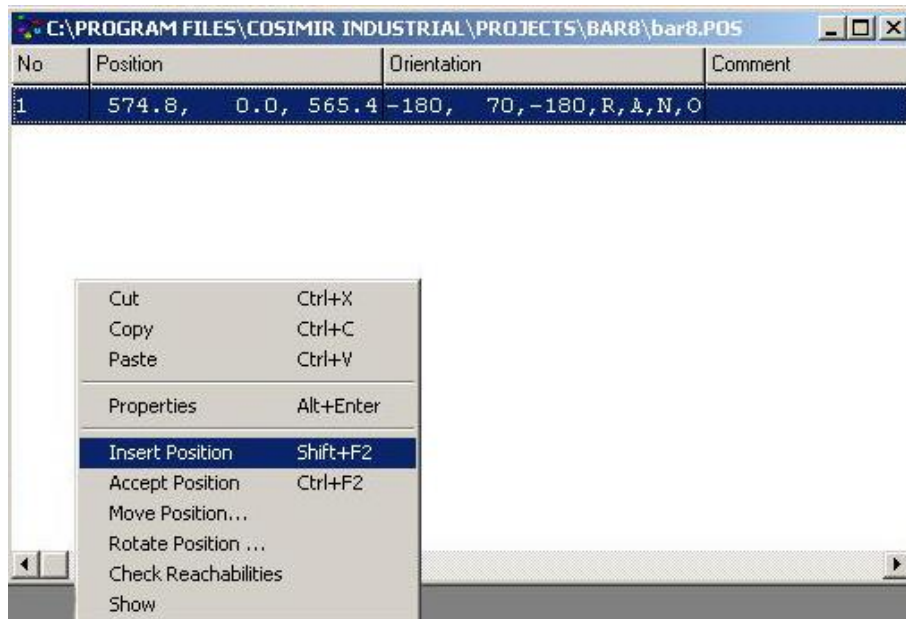 C:\PROGRAM FILES\COSIMIR INDUSTRIAL\PROJECTS\BAR8\bar8.POS
No Position Orientation Comment
1 574.8, 0.0, 565.4 -180, 70,-180,R,A,N,O
Cut Ctrl+X
Copy Ctrl+C
Paste Ctrl+V
Properties Alt+Enter
Insert Position Shift+F2
Accept Position Ctrl+F2
Move Position...
Rotate Position ...
Check Reachabilities
Show